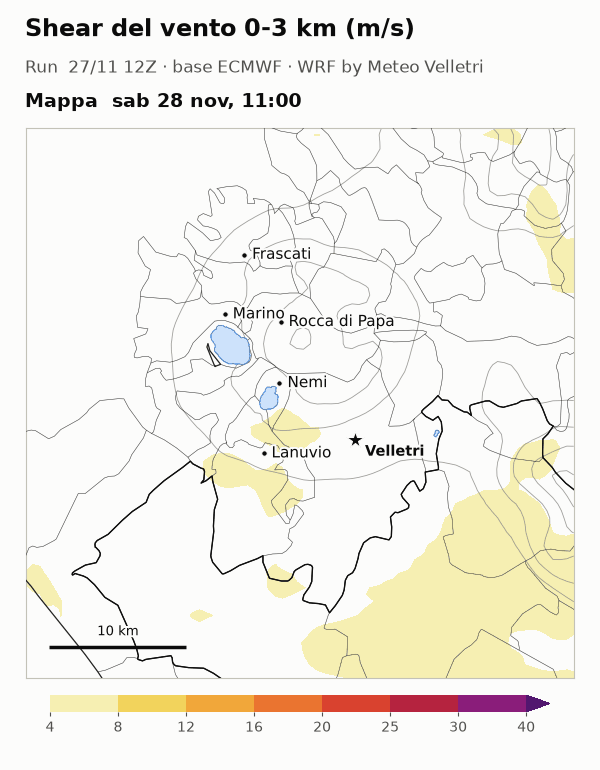 Shear del vento 0-3 km (m/s)
Run  27/11 12Z · base ECMWF · WRF by Meteo Velletri
Mappa  sab 28 nov, 11:00
Frascati
Marino
Rocca di Papa
Nemi
Velletri
Lanuvio
10 km
4 8 12 16 20 25 30 40